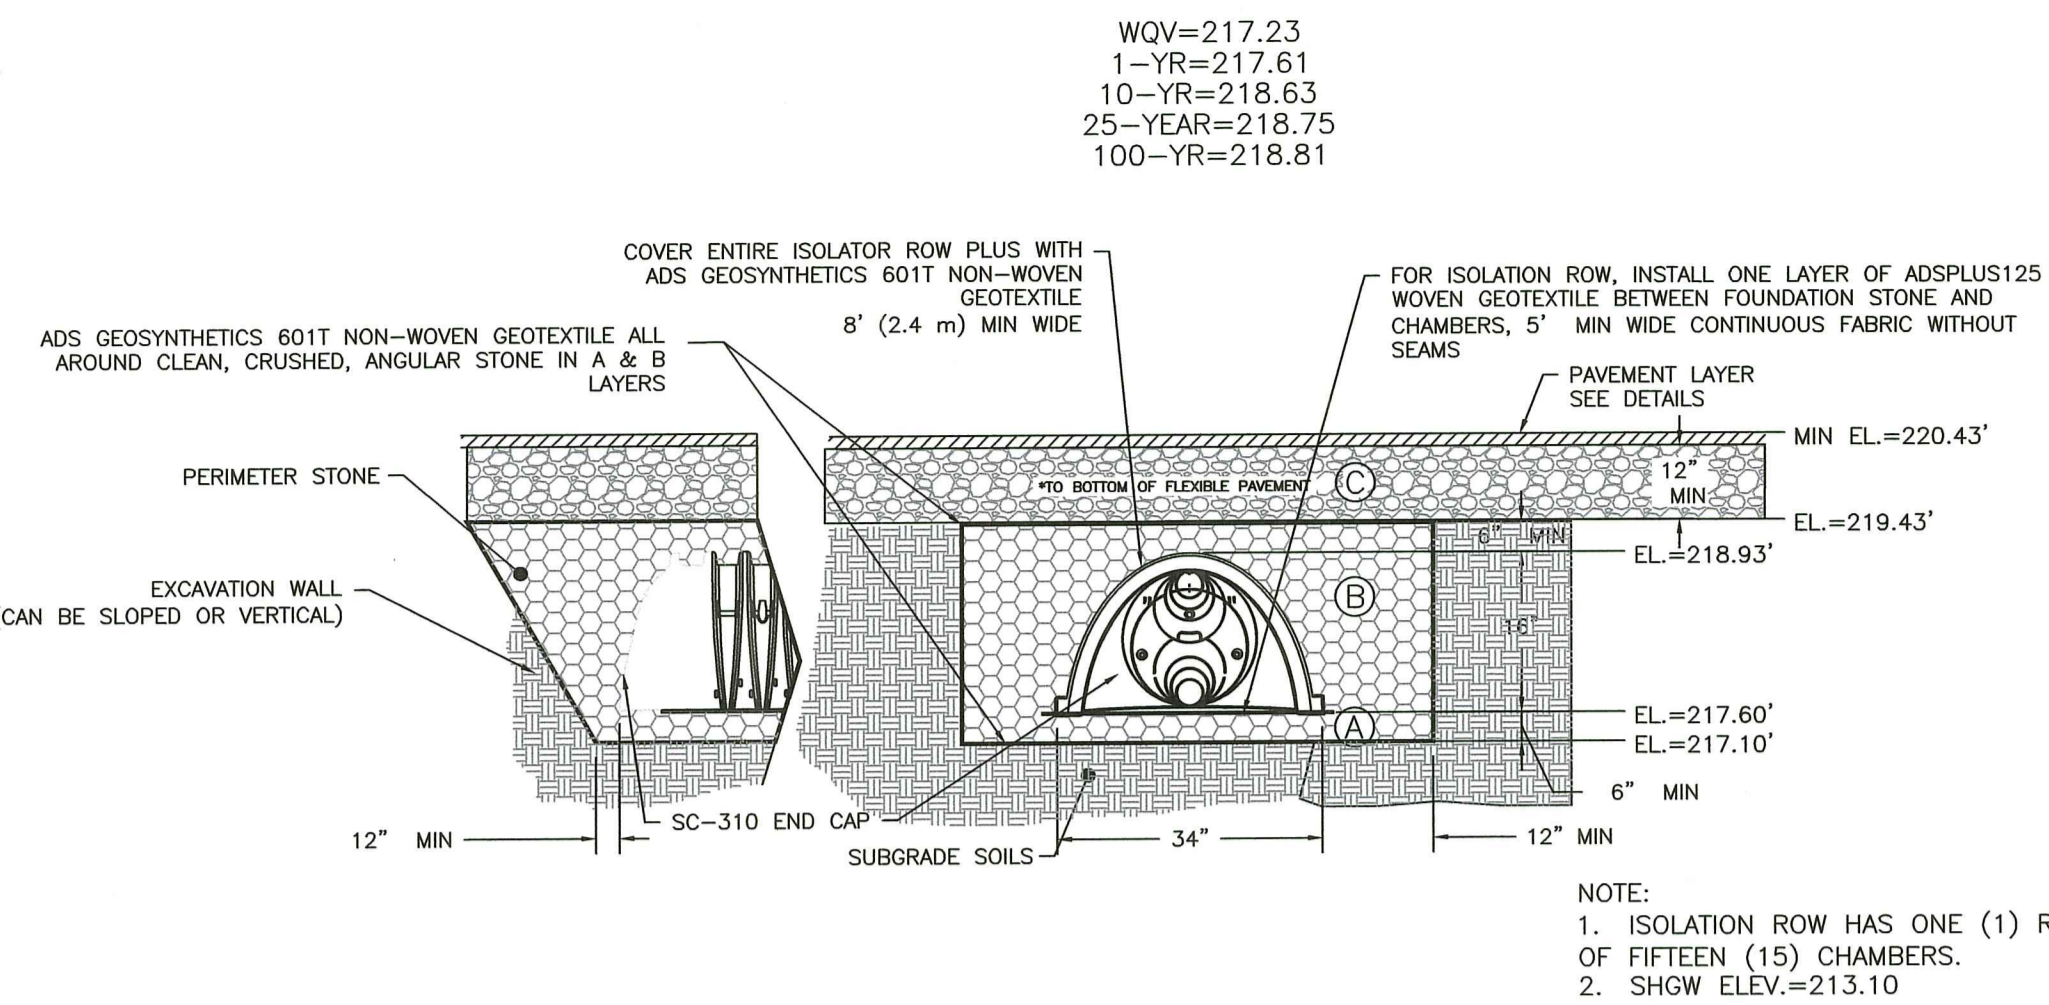 WQV=217.23
1-YR=217.61
10-YR=218.63
25-YEAR=218.75
100-YR=218.81
COVER ENTIRE ISOLATOR ROW PLUS WITH
ADS GEOSYNTHETICS 601T NON-WOVEN
GEOTEXTILE
8' (2.4 m) MIN WIDE
FOR ISOLATION ROW, INSTALL ONE LAYER OF ADSPLUS125
WOVEN GEOTEXTILE BETWEEN FOUNDATION STONE AND
CHAMBERS, 5' MIN WIDE CONTINUOUS FABRIC WITHOUT
SEAMS
ADS GEOSYNTHETICS 601T NON-WOVEN GEOTEXTILE ALL
AROUND CLEAN, CRUSHED, ANGULAR STONE IN A & B
LAYERS
PAVEMENT LAYER
SEE DETAILS
MIN EL.=220.43'
PERIMETER STONE
*TO BOTTOM OF FLEXIBLE PAVEMENT
C
12"
MIN
EL.=219.43'
6" MIN
EL.=218.93'
EXCAVATION WALL
(CAN BE SLOPED OR VERTICAL)
B
16"
A
EL.=217.60'
EL.=217.10'
6" MIN
SC-310 END CAP
12" MIN
34"
12" MIN
SUBGRADE SOILS
NOTE:
1. ISOLATION ROW HAS ONE (1) R
OF FIFTEEN (15) CHAMBERS.
2. SHGW ELEV.=213.10